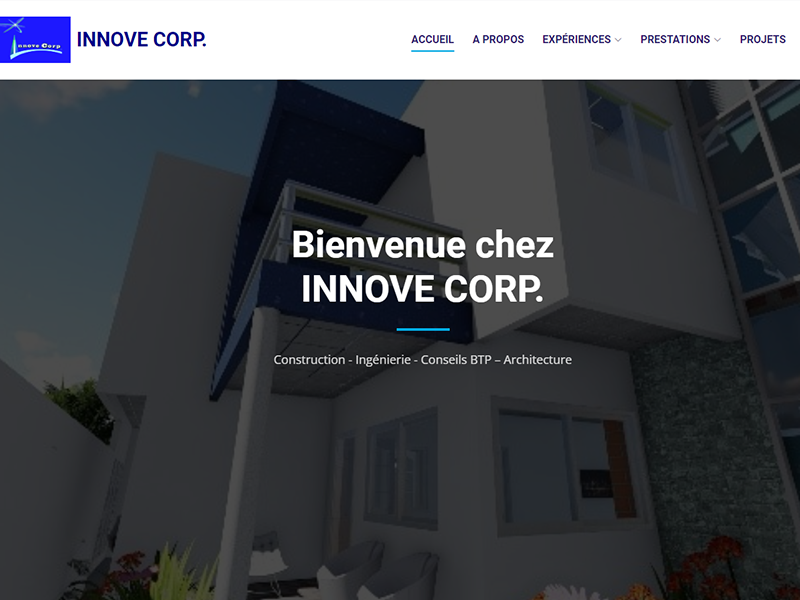 Innove Corp
INNOVE CORP.
ACCUEIL
A PROPOS
EXPÉRIENCES
PRESTATIONS
PROJETS
Bienvenue chez
INNOVE CORP.
Construction - Ingénierie - Conseils BTP – Architecture